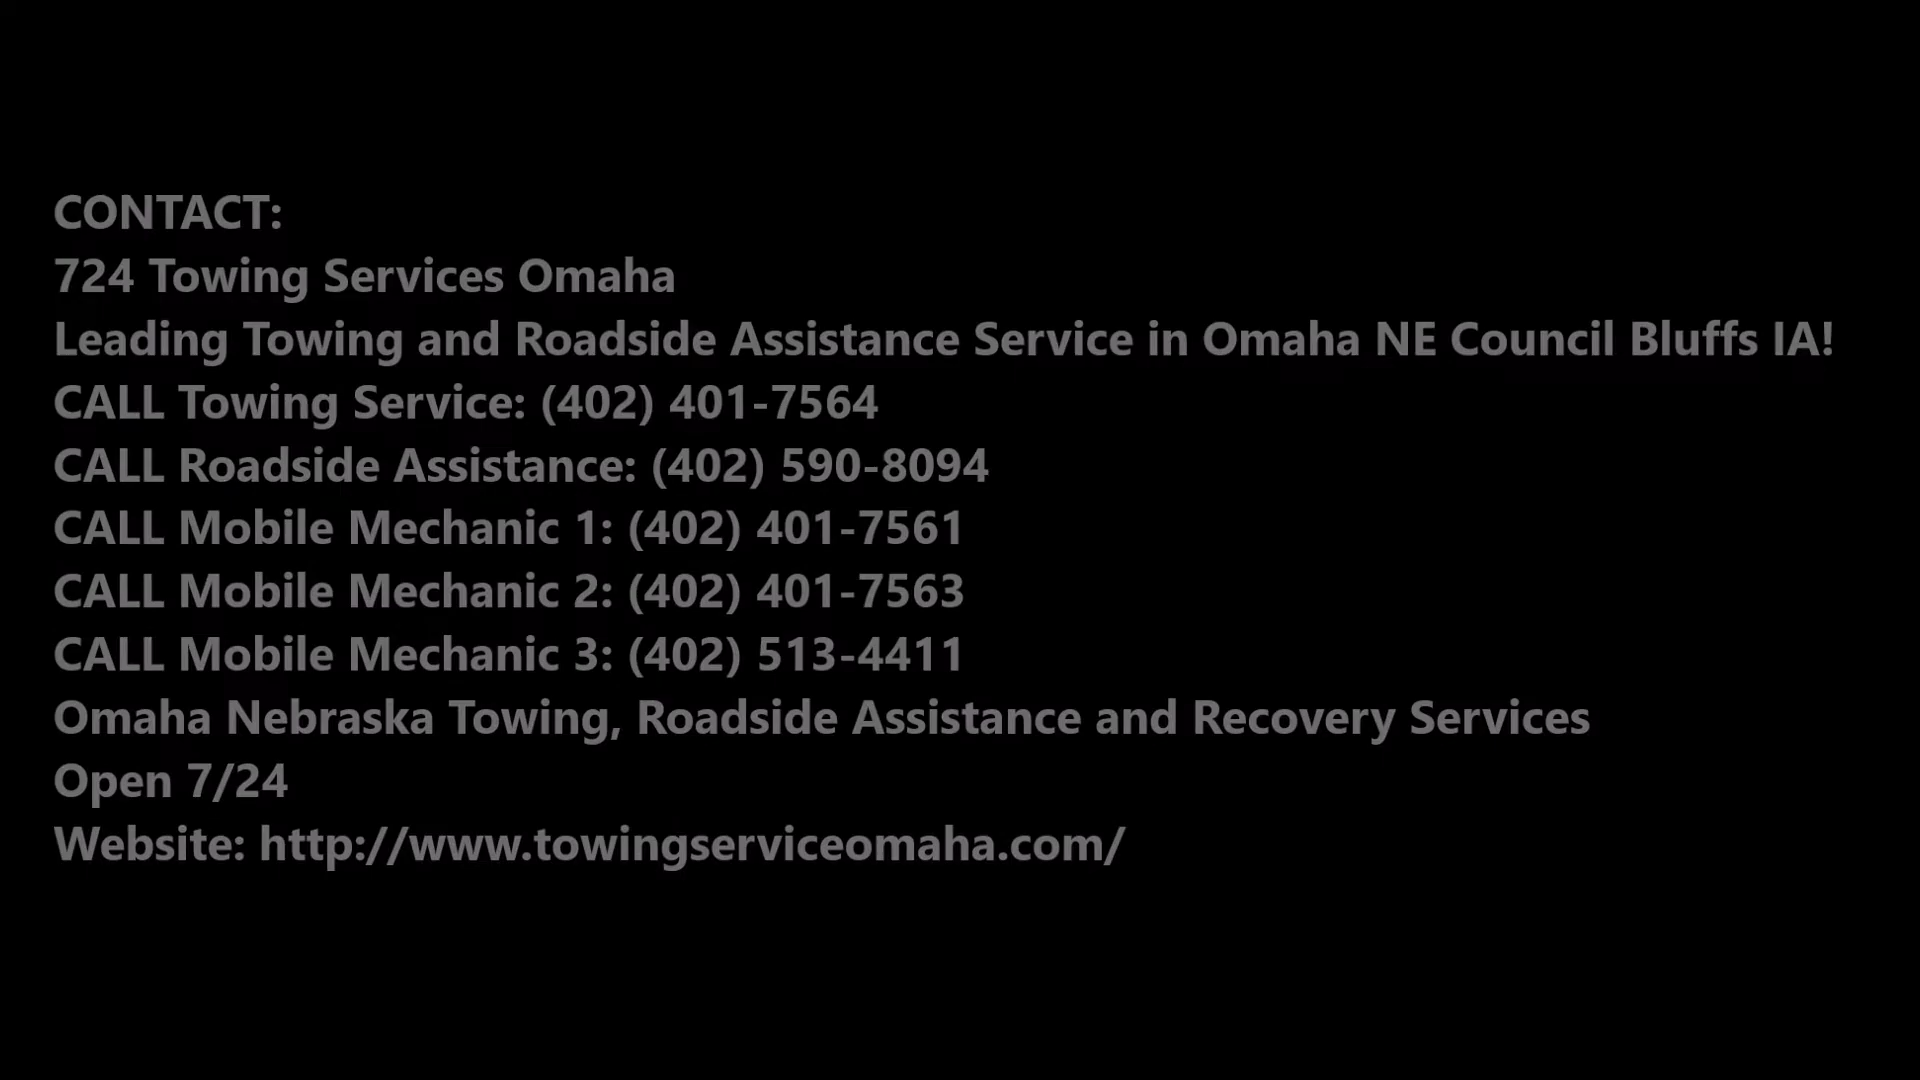 CONTACT:
724 Towing Services Omaha
Leading Towing and Roadside Assistance Service in Omaha NE Council Bluffs IA!
CALL Towing Service: (402) 401-7564
CALL Roadside Assistance: (402) 590-8094
CALL Mobile Mechanic 1: (402) 401-7561
CALL Mobile Mechanic 2: (402) 401-7563
CALL Mobile Mechanic 3: (402) 513-4411
Omaha Nebraska Towing, Roadside Assistance and Recovery Services
Open 7/24
Website: http://www.towingserviceomaha.com/